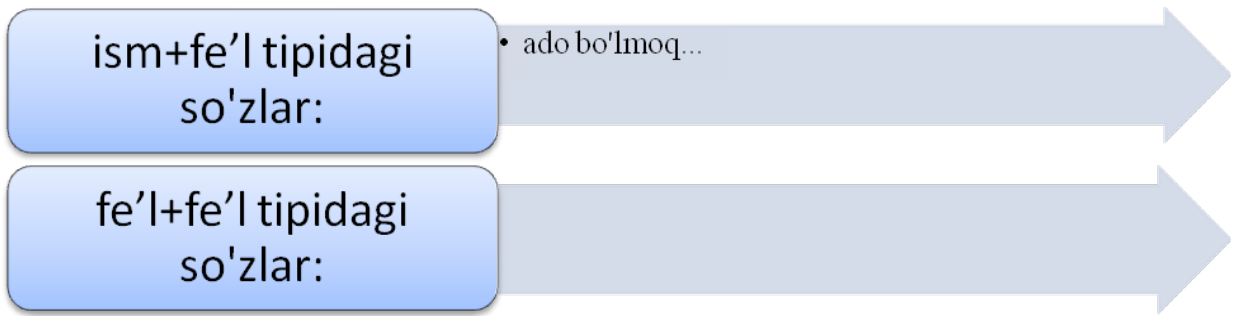 ism+fe’l tipidagi
so'zlar:
• ado bo'lmoq...
fe’l+fe’l tipidagi
so'zlar: